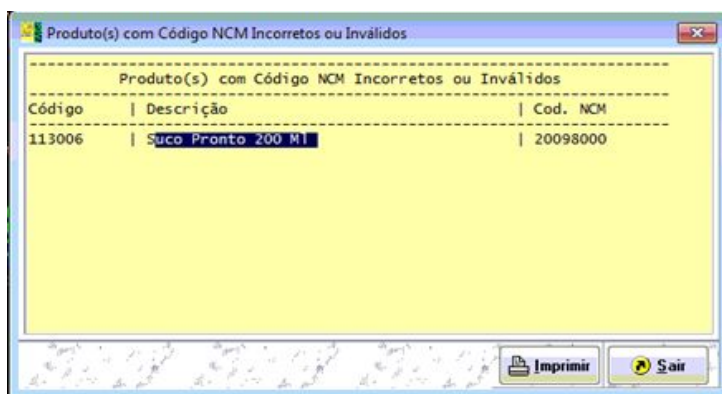 Produto(s) com Código NCM Incorretos ou Inválidos
Produto(s) com Código NCM Incorretos ou Inválidos
Código | Descrição | Cod. NCM
113006 | Suco Pronto 200 Ml | 20098000
Imprimir Sair